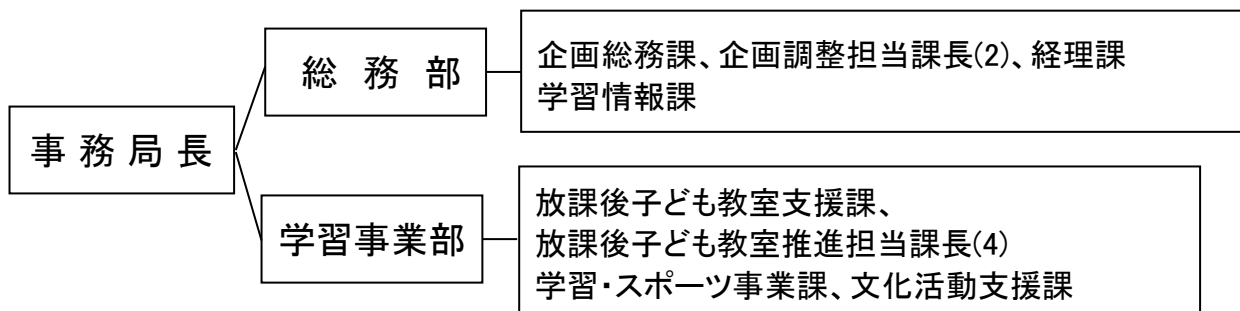 事務局長
総務部
企画総務課、企画調整担当課長(2)、経理課
学習情報課
学習事業部
放課後子ども教室支援課、
放課後子ども教室推進担当課長(4)
学習・スポーツ事業課、文化活動支援課